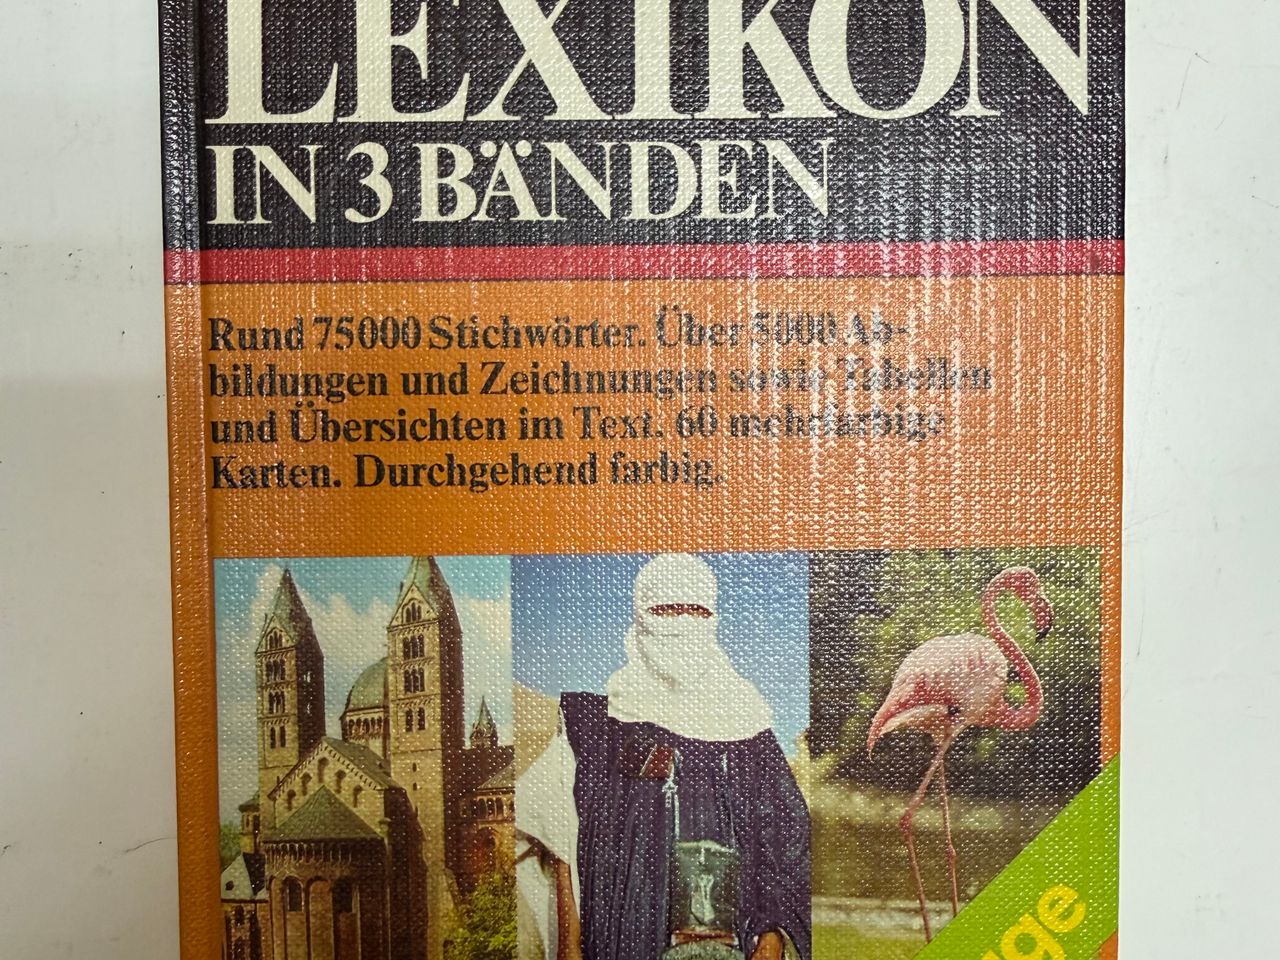 LEXIKON
IN 3 BÄNDEN
Rund 75000 Stichwörter. Über 5000 Ab-
bildungen und Zeichnungen sowie Tabellen
und Übersichten im Text. 60 mehrfarbige
Karten. Durchgehend farbig.